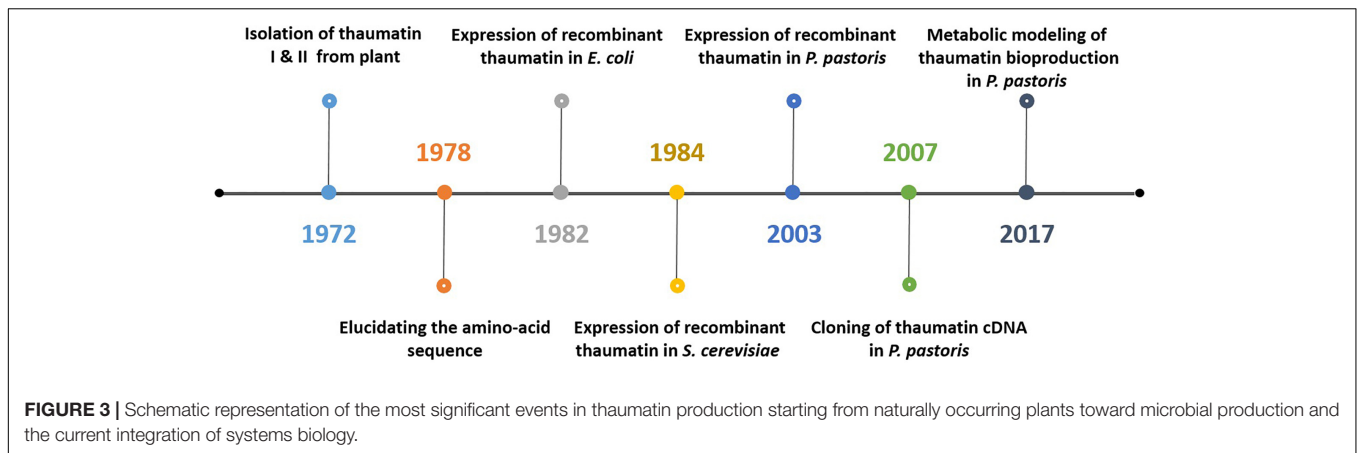 Isolation of thaumatin
I & II from plant
Expression of recombinant
thaumatin in E. coli
Expression of recombinant
thaumatin in P. pastoris
Metabolic modeling of
thaumatin bioproduction
in P. pastoris
1978
1984
2007
1972
1982
2003
2017
Elucidating the amino-acid
sequence
Expression of recombinant
thaumatin in S. cerevisiae
Cloning of thaumatin cDNA
in P. pastoris
FIGURE 3 | Schematic representation of the most significant events in thaumatin production starting from naturally occurring plants toward microbial production and
the current integration of systems biology.